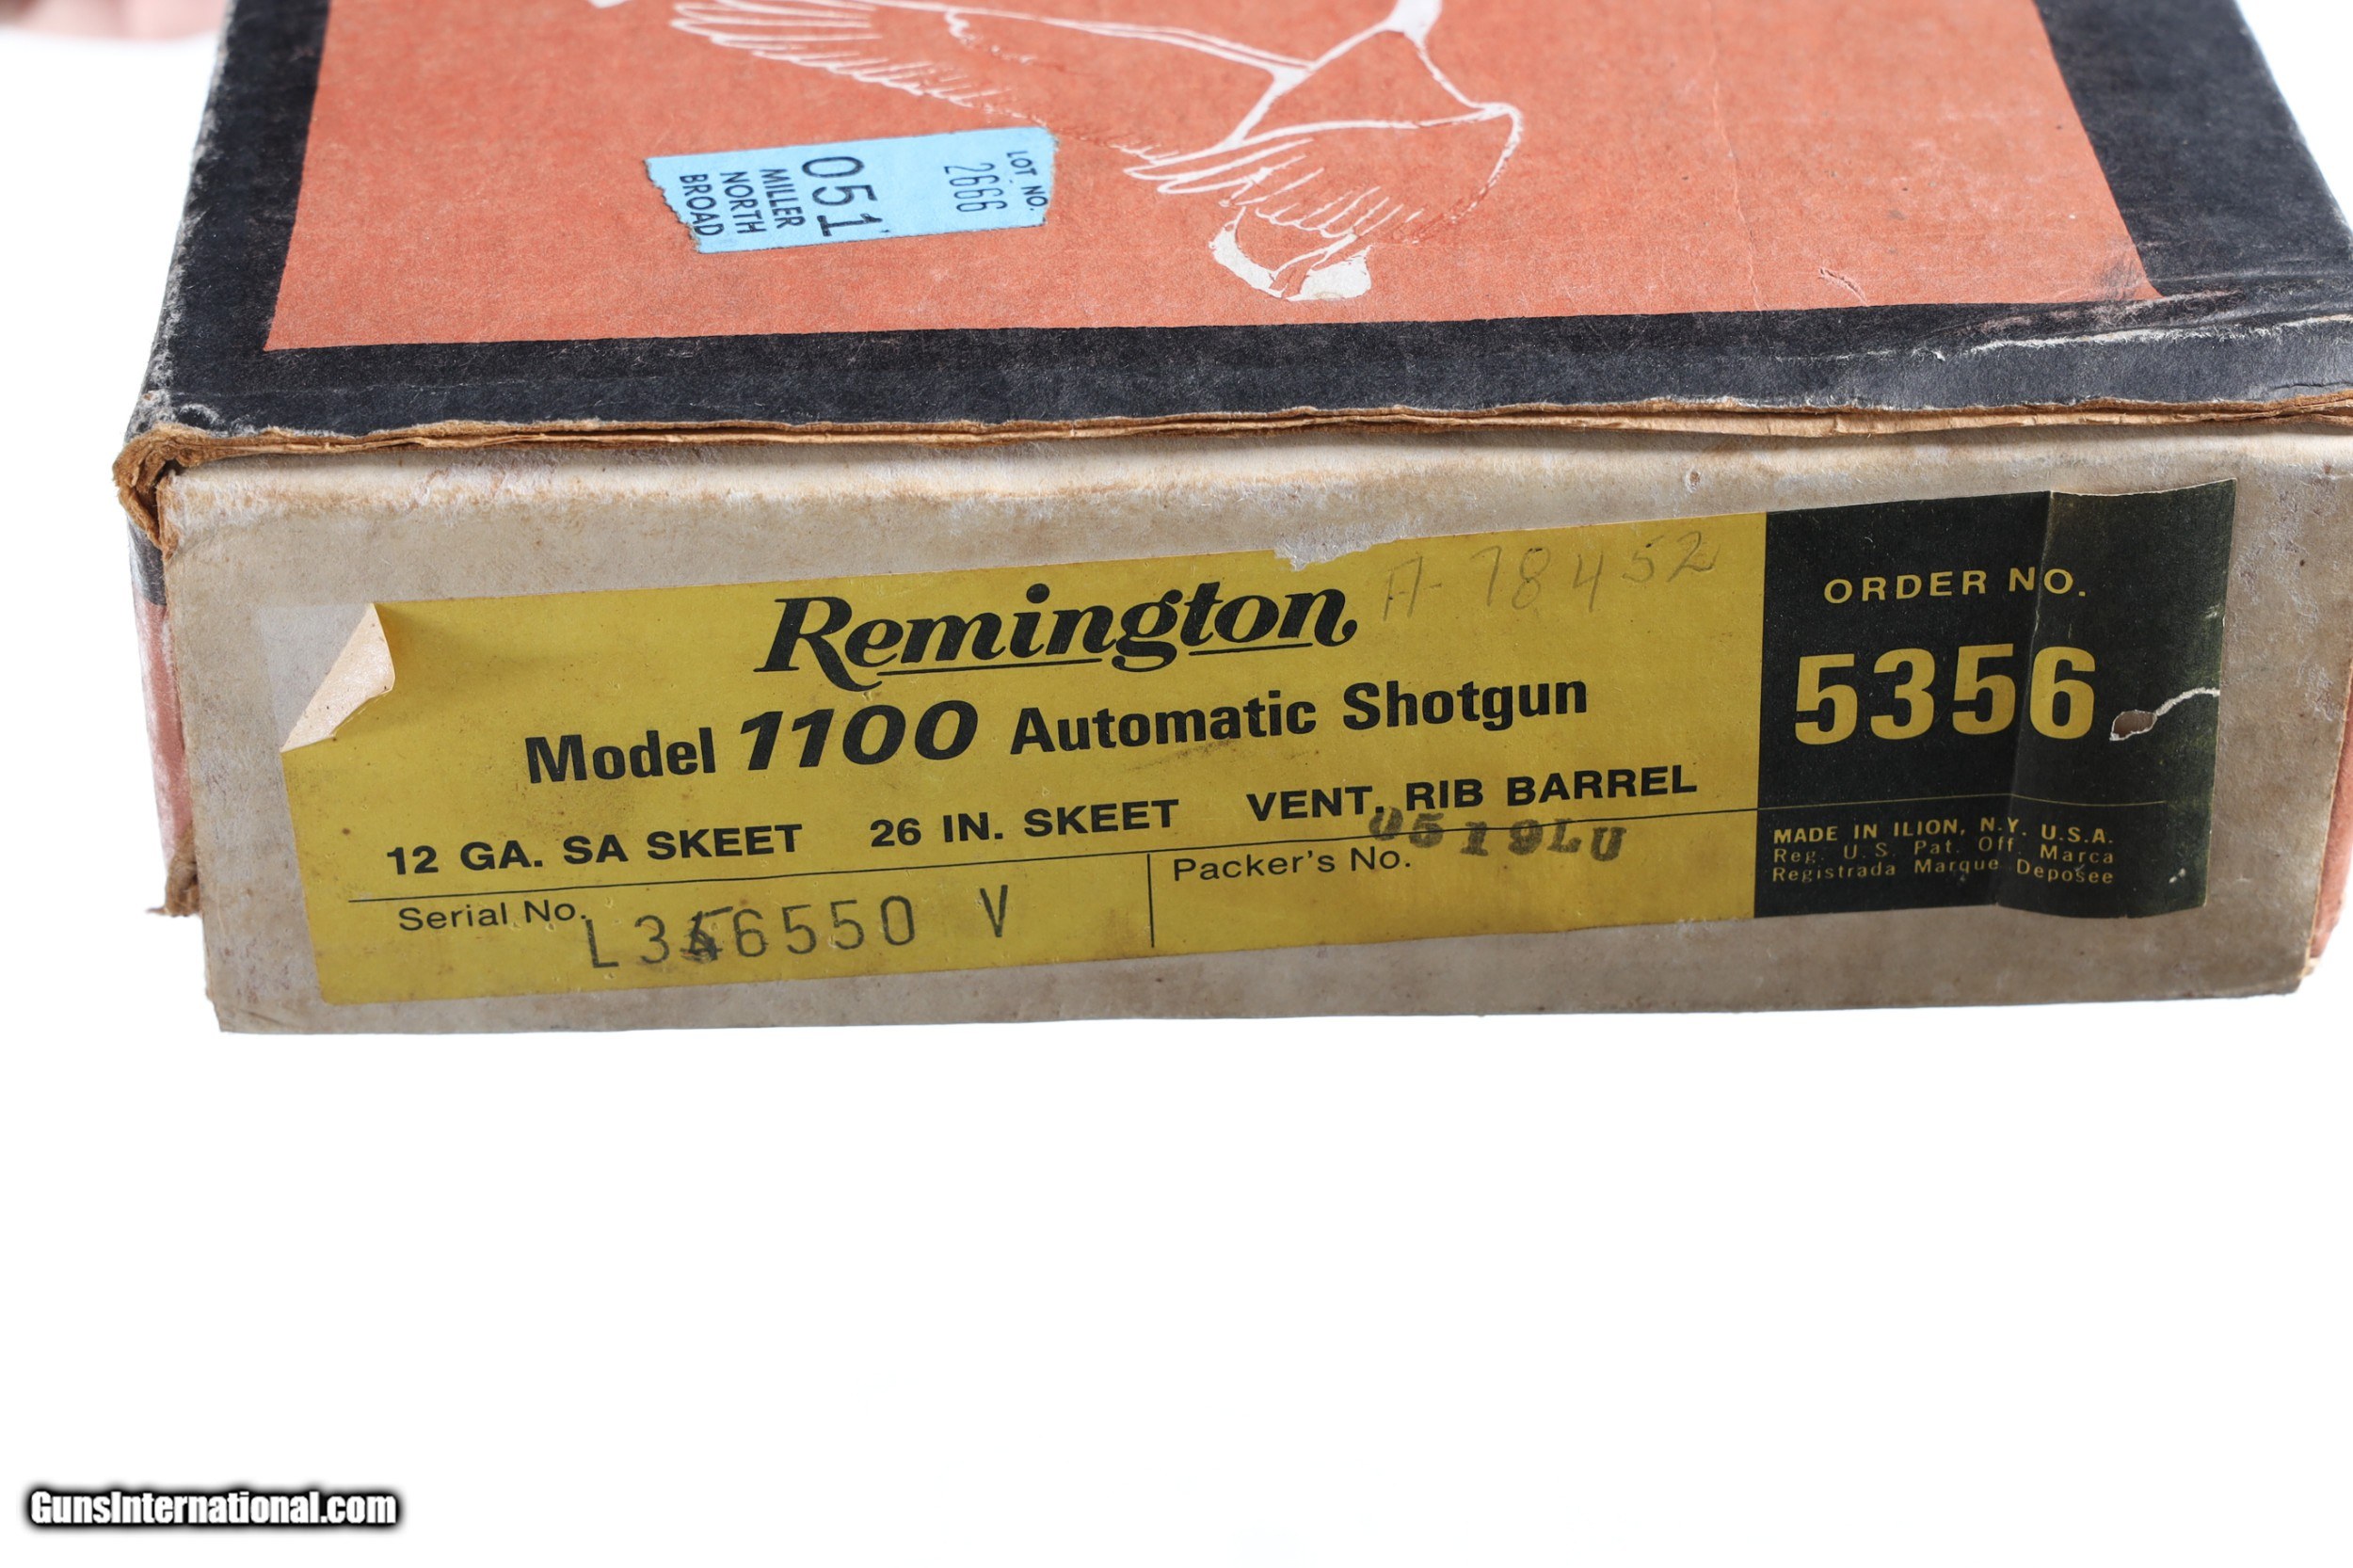 LOT NO.
2666
051
MILLER
NORTH
BROAD
A-78452
Remington
Model 1100 Automatic Shotgun
12 GA. SA SKEET 26 IN. SKEET VENT. RIB BARREL
Serial No. Packer's No. 0519LU
ORDER NO.
5356
MADE IN ILION, N.Y. U.S.A.
Reg. U.S. Pat. Off. Marca
Registrada Marque Deposee
GunsInternational.com